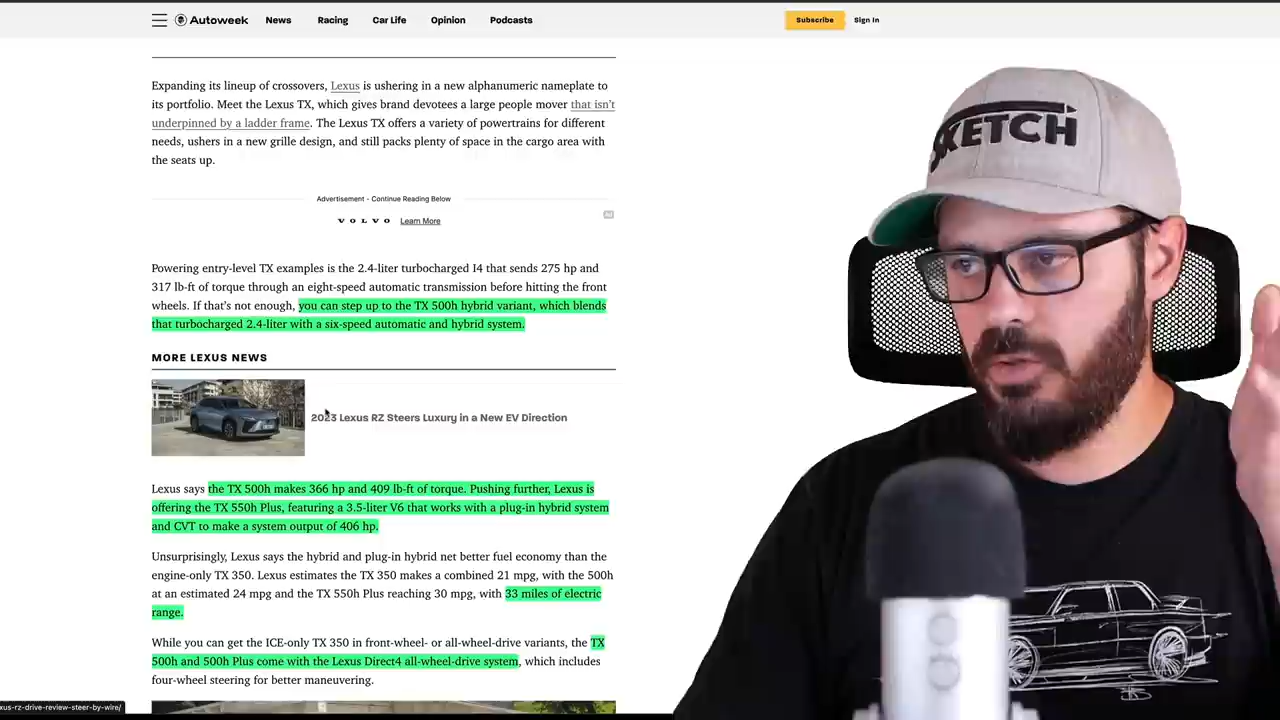 Autoweek News Racing Car Life Opinion Podcasts Subscribe Sign In
Expanding its lineup of crossovers, Lexus is ushering in a new alphanumeric nameplate to
its portfolio. Meet the Lexus TX, which gives brand devotees a large people mover that isn't
underpinned by a ladder frame. The Lexus TX offers a variety of powertrains for different
needs, ushers in a new grille design, and still packs plenty of space in the cargo area with
the seats up.
Advertisement - Continue Reading Below
Ad
VOLVO Learn More
Powering entry-level TX examples is the 2.4-liter turbocharged I4 that sends 275 hp and
317 lb-ft of torque through an eight-speed automatic transmission before hitting the front
wheels. If that's not enough, you can step up to the TX 500h hybrid variant, which blends
that turbocharged 2.4-liter with a six-speed automatic and hybrid system.
MORE LEXUS NEWS
2023 Lexus RZ Steers Luxury in a New EV Direction
Lexus says the TX 500h makes 366 hp and 409 lb-ft of torque. Pushing further, Lexus is
offering the TX 550h Plus, featuring a 3.5-liter V6 that works with a plug-in hybrid system
and CVT to make a system output of 406 hp.
Unsurprisingly, Lexus says the hybrid and plug-in hybrid net better fuel economy than the
engine-only TX 350. Lexus estimates the TX 350 makes a combined 21 mpg, with the 500h
at an estimated 24 mpg and the TX 550h Plus reaching 30 mpg, with 33 miles of electric
range.
While you can get the ICE-only TX 350 in front-wheel- or all-wheel-drive variants, the TX
500h and 500h Plus come with the Lexus Direct4 all-wheel-drive system, which includes
four-wheel steering for better maneuvering.
xus-rz-drive-review-steer-by-wire/
SKETCH